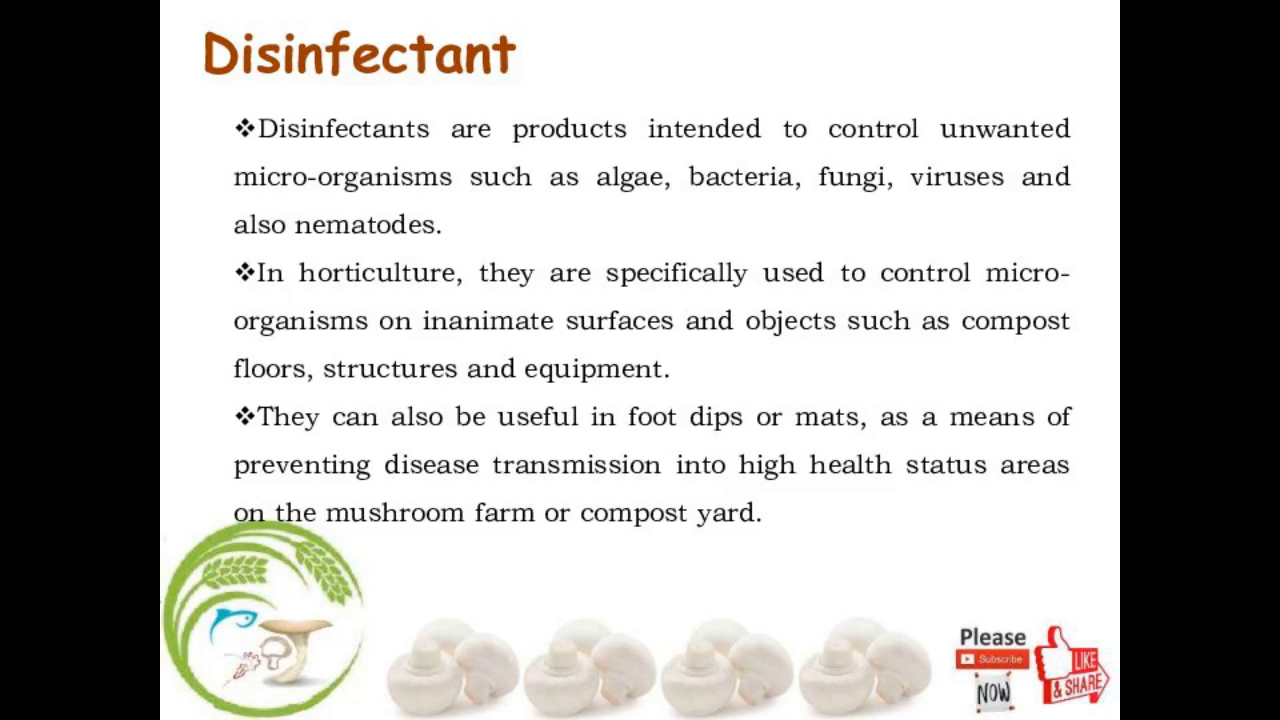 Disinfectant
❖Disinfectants are products intended to control unwanted
micro-organisms such as algae, bacteria, fungi, viruses and
also nematodes.
❖In horticulture, they are specifically used to control micro-
organisms on inanimate surfaces and objects such as compost
floors, structures and equipment.
❖They can also be useful in foot dips or mats, as a means of
preventing disease transmission into high health status areas
on the mushroom farm or compost yard.
Please
Subscribe
NOW
LIKE
& SHARE